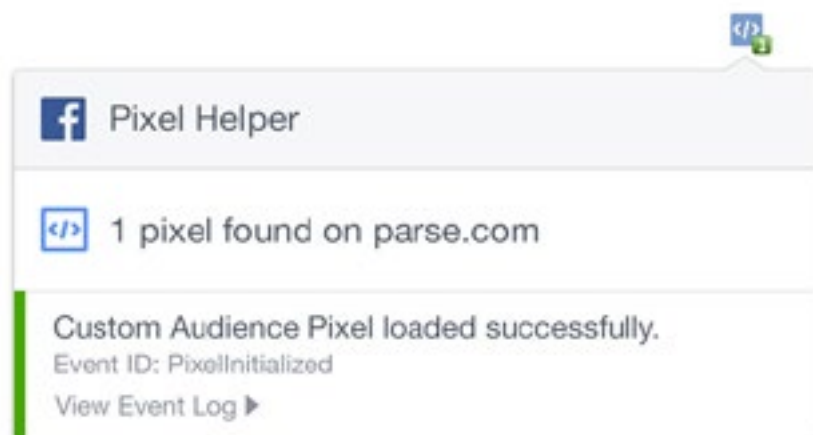 </> 1
f Pixel Helper
</> 1 pixel found on parse.com
Custom Audience Pixel loaded successfully.
Event ID: PixelInitialized
View Event Log